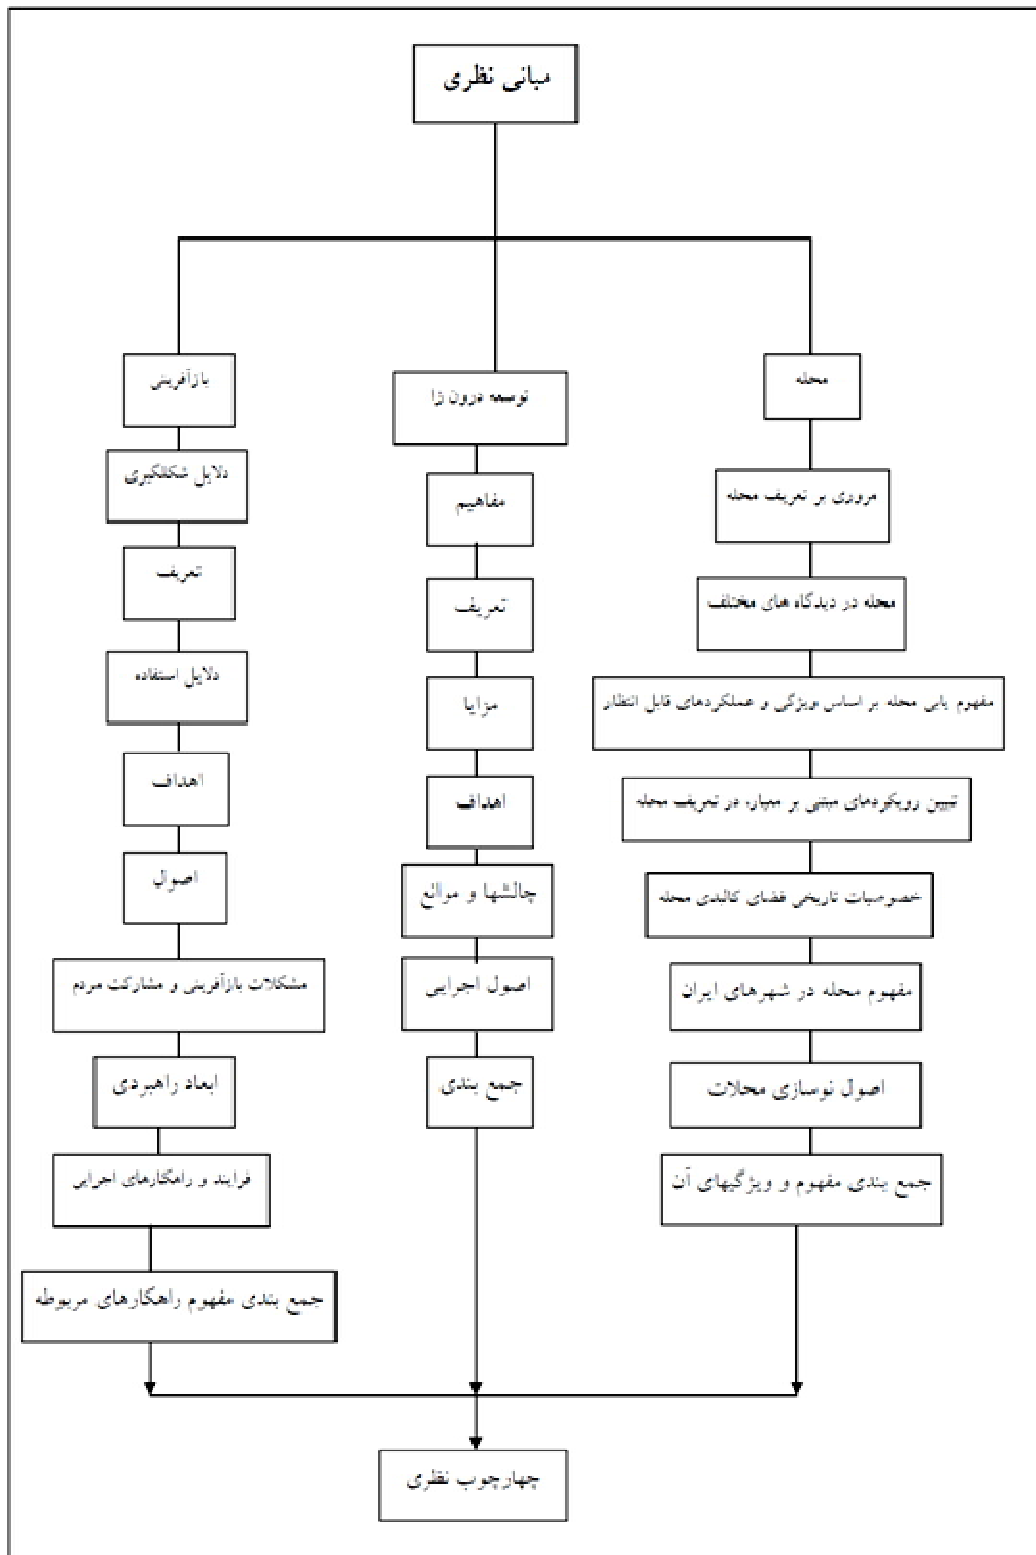 مبانی نظری
محله
مروری بر تعریف محله
محله در دیدگاه های مختلف
مفهوم یابی محله بر اساس ویژگی و عملکردهای قابل انتظار
تبیین رویکردهای مبتنی بر معیار، در تعریف محله
خصوصیات تاریخی فضای کالبدی محله
مفهوم محله در شهرهای ایران
اصول نوسازی محلات
جمع بندی مفهوم و ویژگیهای آن
توسعه درون زا
مفاهیم
تعریف
مزایا
اهداف
چالشها و موانع
اصول اجرایی
جمع بندی
بازآفرینی
دلایل شکلگیری
تعریف
دلایل استفاده
اهداف
اصول
مشکلات بازآفرینی و مشارکت مردم
ابعاد راهبردی
فرایند و راهکارهای اجرایی
جمع بندی مفهوم راهکارهای مربوطه
چهارچوب نظری